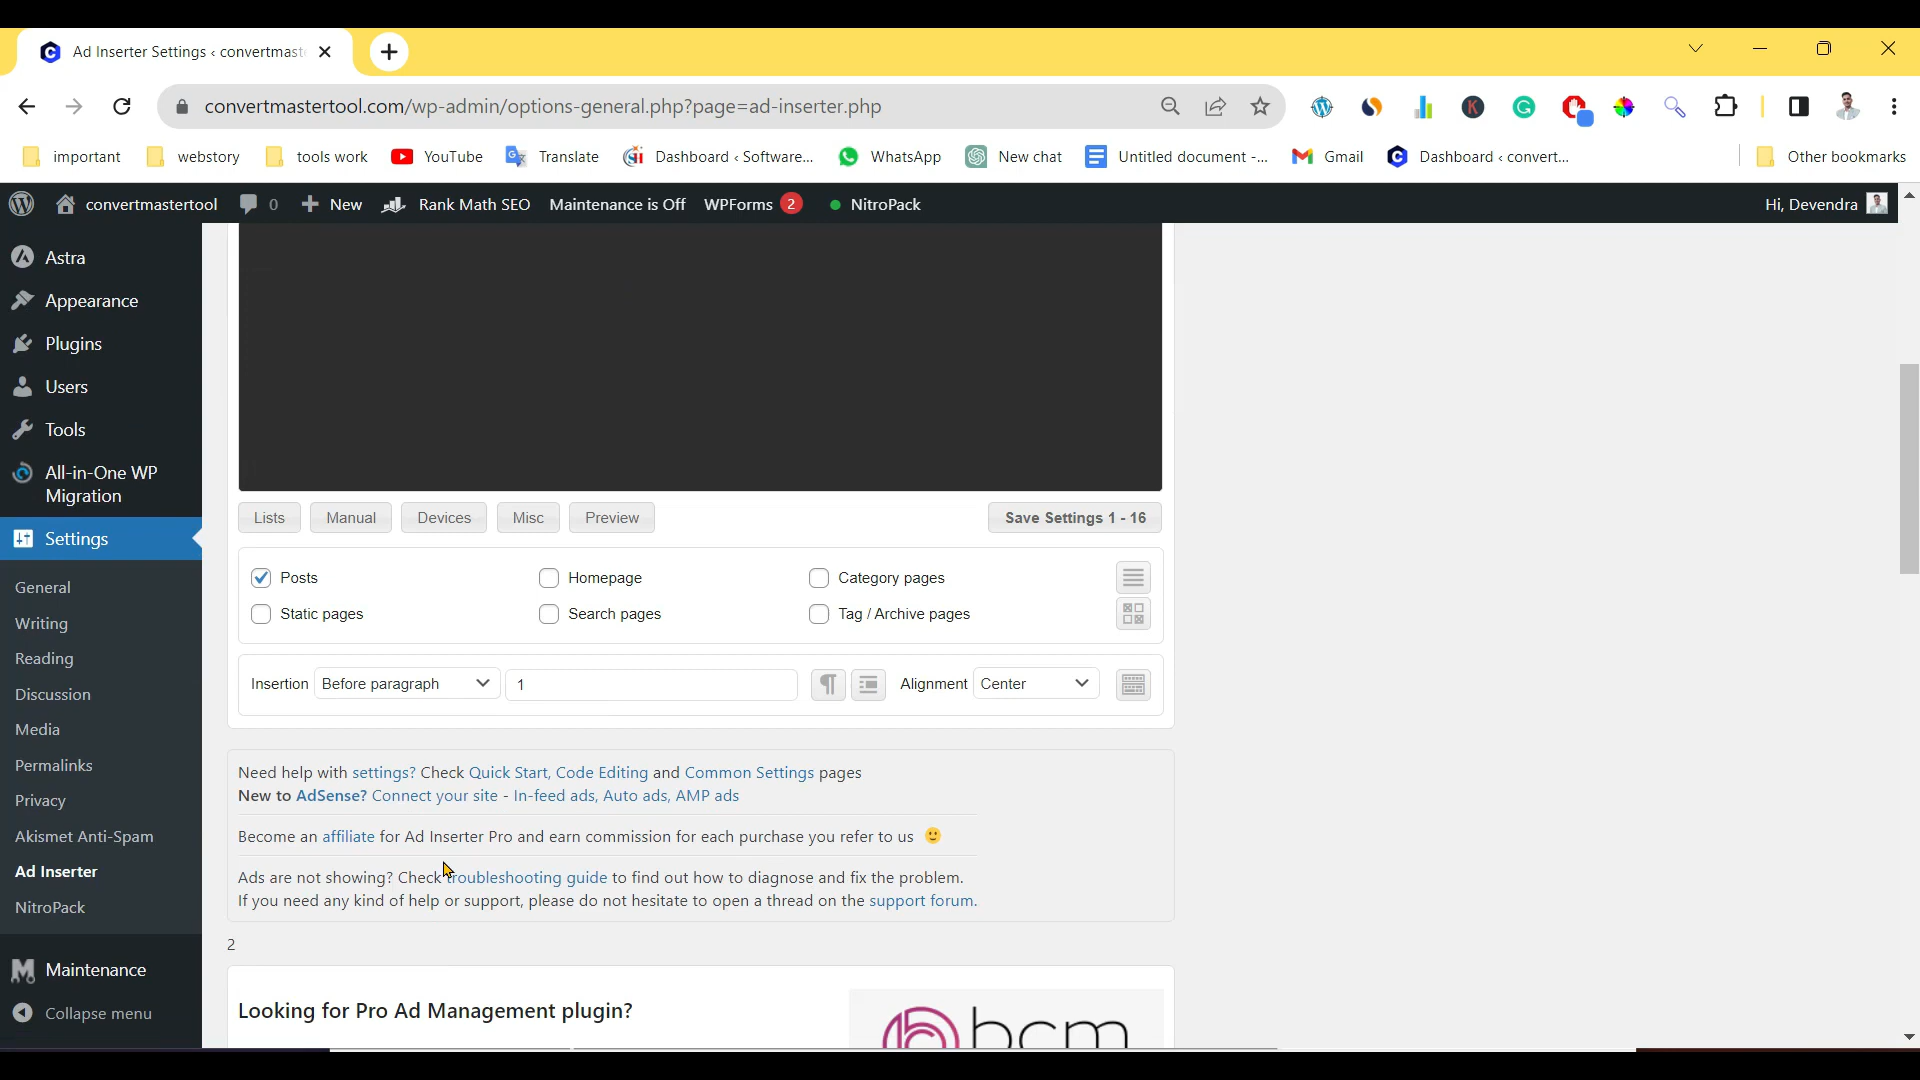 Ad Inserter Settings ‹ convertmast
convertmastertool.com/wp-admin/options-general.php?page=ad-inserter.php
important
webstory
tools work
YouTube
Translate
Dashboard ‹ Software...
WhatsApp
New chat
Untitled document -...
Gmail
Dashboard ‹ convert...
Other bookmarks
convertmastertool
0
New
Rank Math SEO
Maintenance is Off
WPForms 2
NitroPack
Hi, Devendra
Astra
Appearance
Plugins
Users
Tools
All-in-One WP
Migration
Settings
General
Writing
Reading
Discussion
Media
Permalinks
Privacy
Akismet Anti-Spam
Ad Inserter
NitroPack
Maintenance
Collapse menu
Lists
Manual
Devices
Misc
Preview
Save Settings 1 - 16
Posts
Homepage
Category pages
Static pages
Search pages
Tag / Archive pages
Insertion
Before paragraph
1
Alignment
Center
Need help with settings? Check Quick Start, Code Editing and Common Settings pages
New to AdSense? Connect your site - In-feed ads, Auto ads, AMP ads
Become an affiliate for Ad Inserter Pro and earn commission for each purchase you refer to us
Ads are not showing? Check troubleshooting guide to find out how to diagnose and fix the problem.
If you need any kind of help or support, please do not hesitate to open a thread on the support forum.
2
Looking for Pro Ad Management plugin?
bcm